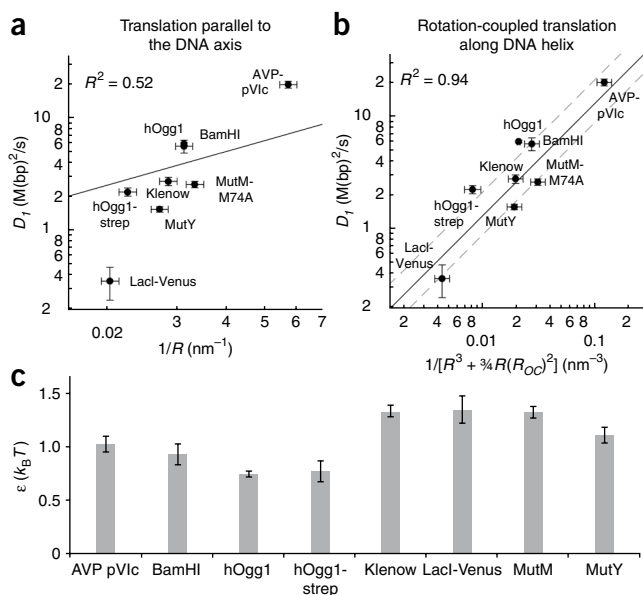 a
Translation parallel to
the DNA axis
R² = 0.52
D₁ (M(bp)²/s)
2
10
8
6
4
2
1
8
6
4
2
AVP-
pVIc
hOgg1
BamHI
Klenow
MutM-
M74A
hOgg1-
strep
MutY
LacI-Venus
0.02 3 4 5 6 7
1/R (nm⁻¹)
b
Rotation-coupled translation
along DNA helix
R² = 0.94
D₁ (M(bp)²/s)
2
10
8
6
4
2
1
8
6
4
2
AVP-
pVIc
hOgg1
BamHI
Klenow
MutM-
M74A
hOgg1-
strep
MutY
LacI-
Venus
2 4 6 8 0.01 2 4 6 8 0.1 2
1/[R³ + ¾R(R_OC)²] (nm⁻³)
c
ε (k_BT)
1.5
1.0
0.5
0
AVP pVIc BamHI hOgg1 hOgg1- Klenow LacI-Venus MutM MutY
strep